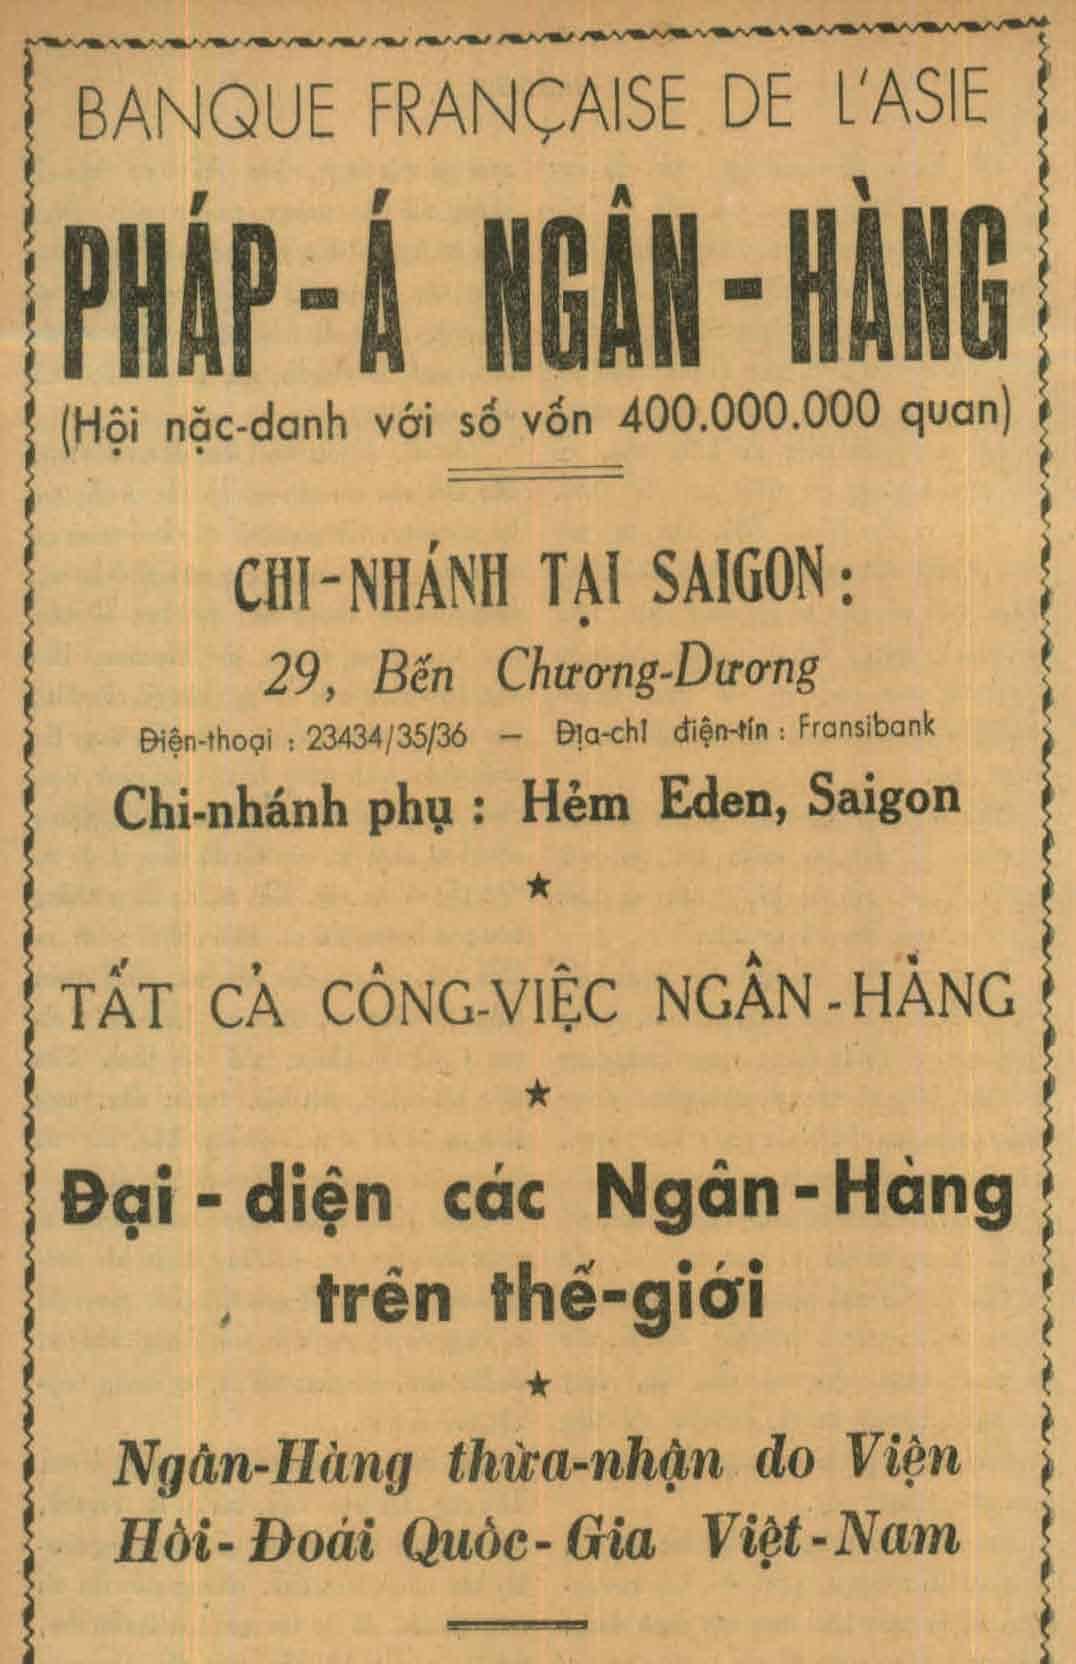 BANQUE FRANÇAISE DE L'ASIE
PHÁP-Á NGÂN-HÀNG
(Hội nặc-danh với số vốn 400.000.000 quan)
CHI-NHÁNH TẠI SAIGON:
29, Bến Chương-Dương
Điện-thoại : 23434/35/36 — Địa-chỉ điện-tín : Fransibank
Chi-nhánh phụ : Hẻm Eden, Saigon
★
TẤT CẢ CÔNG-VIỆC NGÂN-HÀNG
★
Đại-diện các Ngân-Hàng
trên thế-giới
★
Ngân-Hàng thừa-nhận do Viện
Hối-Đoái Quốc-Gia Việt-Nam